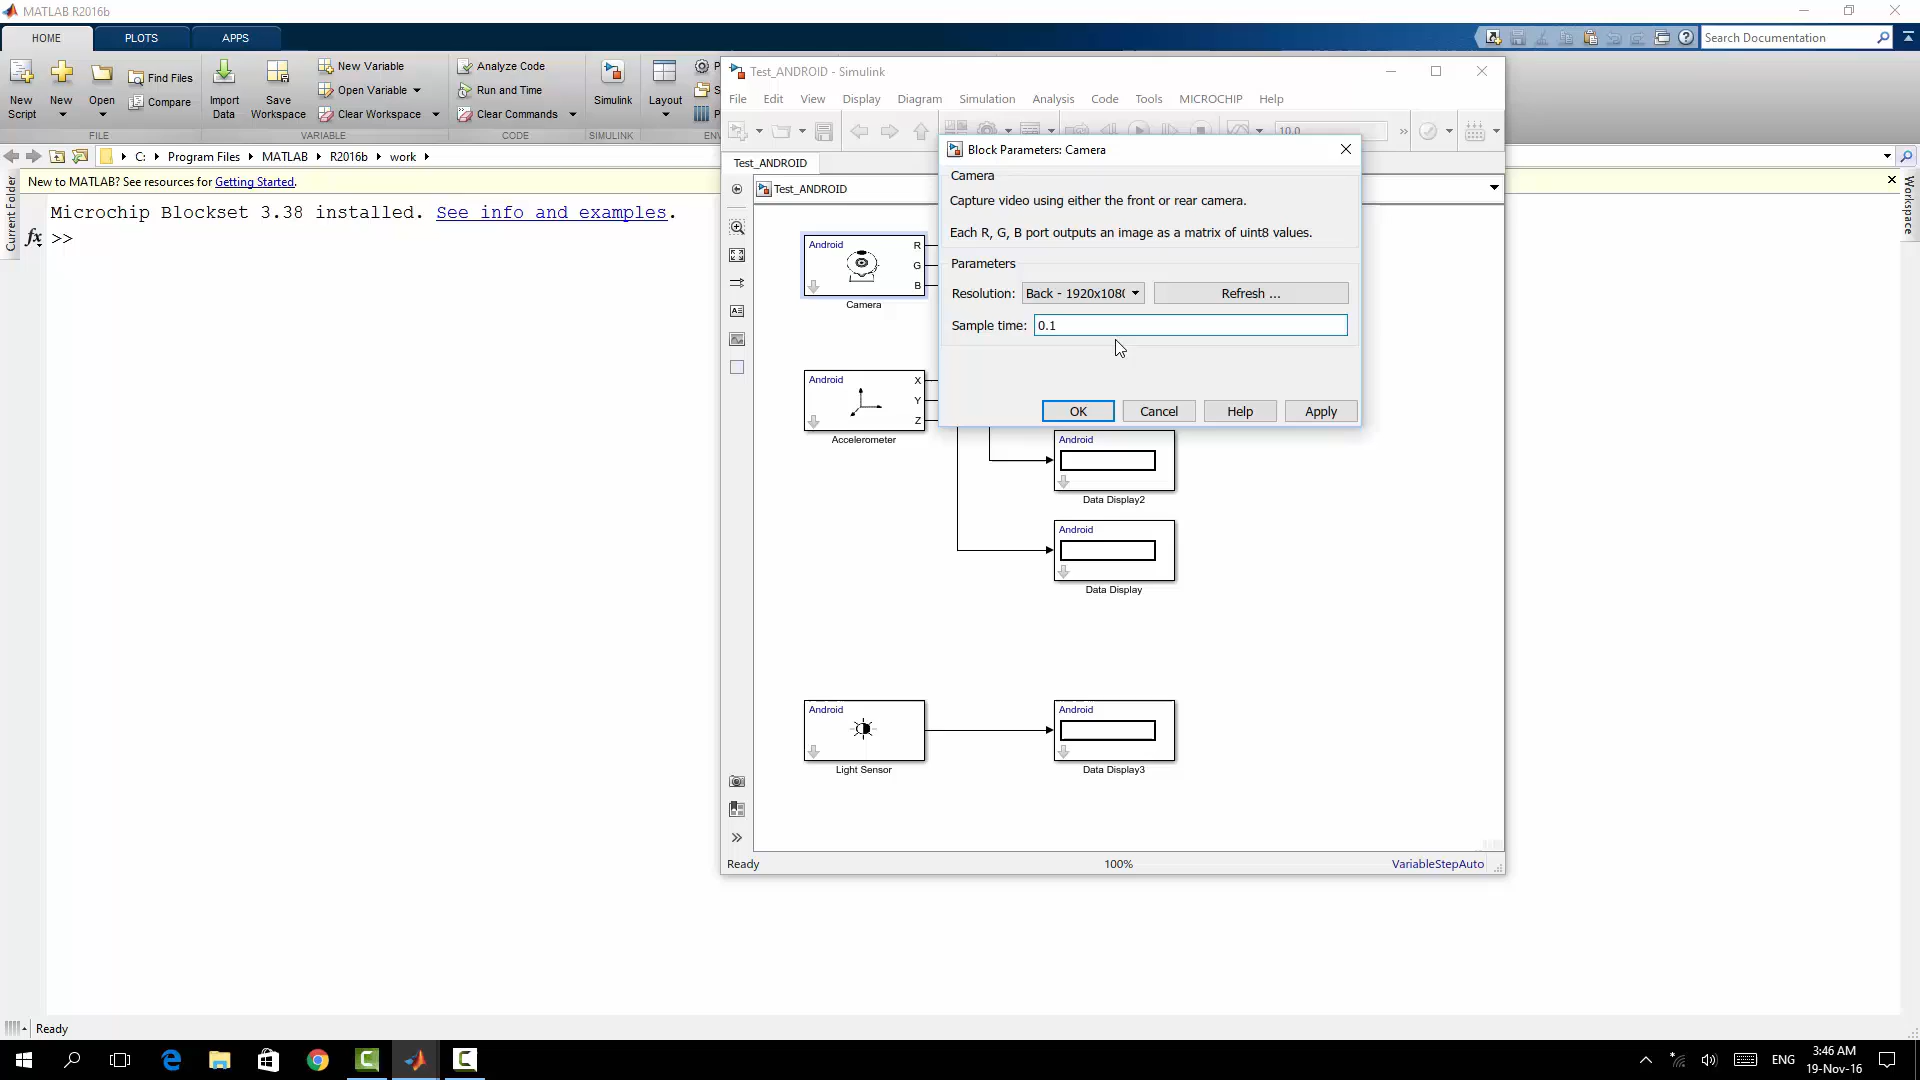 MATLAB R2016b
HOME
PLOTS
APPS
Search Documentation
New Script
New
Open
Find Files
Compare
Import Data
Save Workspace
New Variable
Open Variable
Clear Workspace
Analyze Code
Run and Time
Clear Commands
Simulink
Layout
FILE
VARIABLE
CODE
SIMULINK
C:
Program Files
MATLAB
R2016b
work
New to MATLAB? See resources for Getting Started.
Current Folder
Workspace
Microchip Blockset 3.38 installed. See info and examples.
fx >>
Test_ANDROID - Simulink
File Edit View Display Diagram Simulation Analysis Code Tools MICROCHIP Help
10.0
Test_ANDROID
Test_ANDROID
Android
R
G
B
Camera
Android
X
Y
Z
Accelerometer
Block Parameters: Camera
Camera
Capture video using either the front or rear camera.
Each R, G, B port outputs an image as a matrix of uint8 values.
Parameters
Resolution: Back - 1920x1080 Refresh ...
Sample time: 0.1
OK Cancel Help Apply
Android
Data Display2
Android
Data Display
Android
Light Sensor
Android
Data Display3
Ready
100%
VariableStepAuto
Ready
ENG
3:46 AM
19-Nov-16